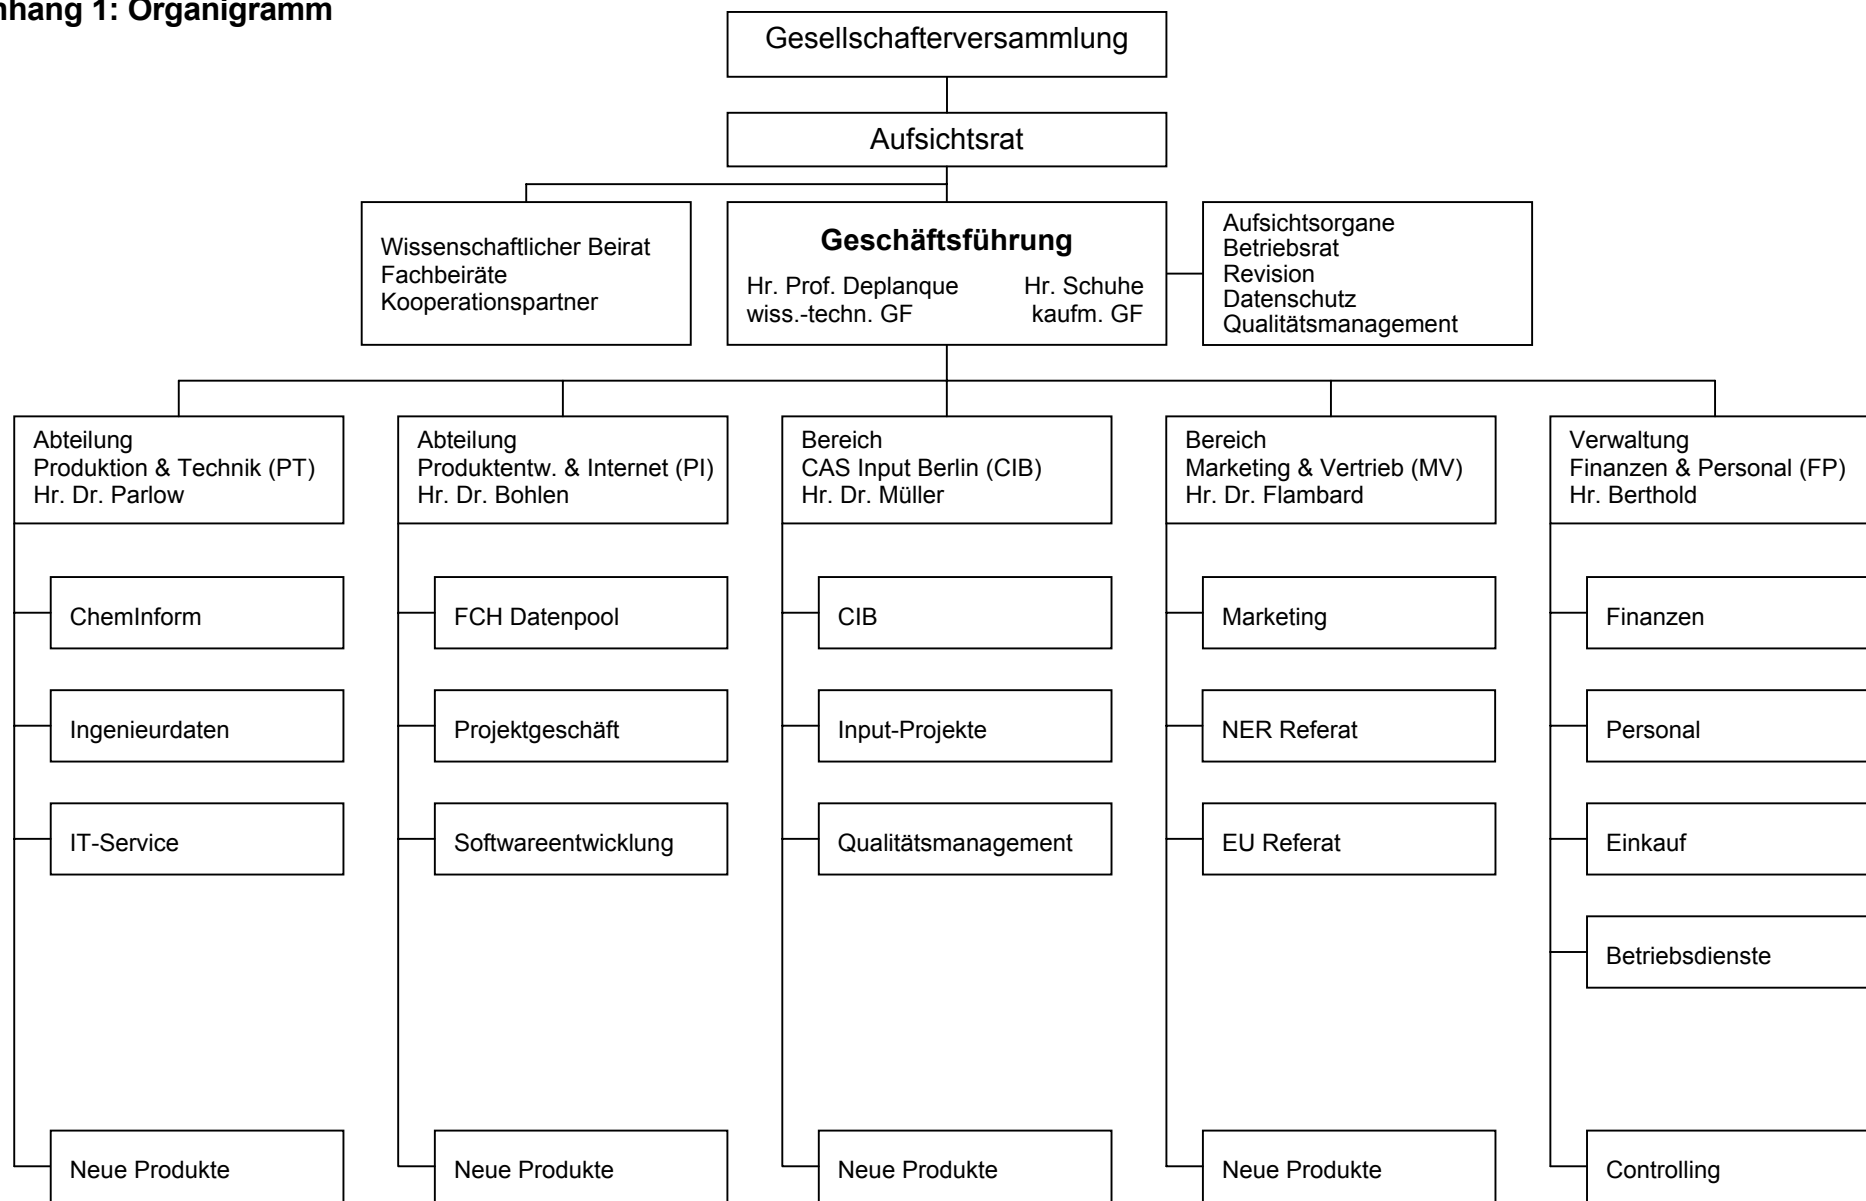 nhang 1: Organigramm
Gesellschafterversammlung
Aufsichtsrat
Wissenschaftlicher Beirat
Fachbeiräte
Kooperationspartner
Geschäftsführung
Hr. Prof. Deplanque Hr. Schuhe
wiss.-techn. GF kaufm. GF
Aufsichtsorgane
Betriebsrat
Revision
Datenschutz
Qualitätsmanagement
Abteilung
Produktion & Technik (PT)
Hr. Dr. Parlow
Abteilung
Produktentw. & Internet (PI)
Hr. Dr. Bohlen
Bereich
CAS Input Berlin (CIB)
Hr. Dr. Müller
Bereich
Marketing & Vertrieb (MV)
Hr. Dr. Flambard
Verwaltung
Finanzen & Personal (FP)
Hr. Berthold
ChemInform
FCH Datenpool
CIB
Marketing
Finanzen
Ingenieurdaten
Projektgeschäft
Input-Projekte
NER Referat
Personal
IT-Service
Softwareentwicklung
Qualitätsmanagement
EU Referat
Einkauf
Betriebsdienste
Neue Produkte
Neue Produkte
Neue Produkte
Neue Produkte
Controlling